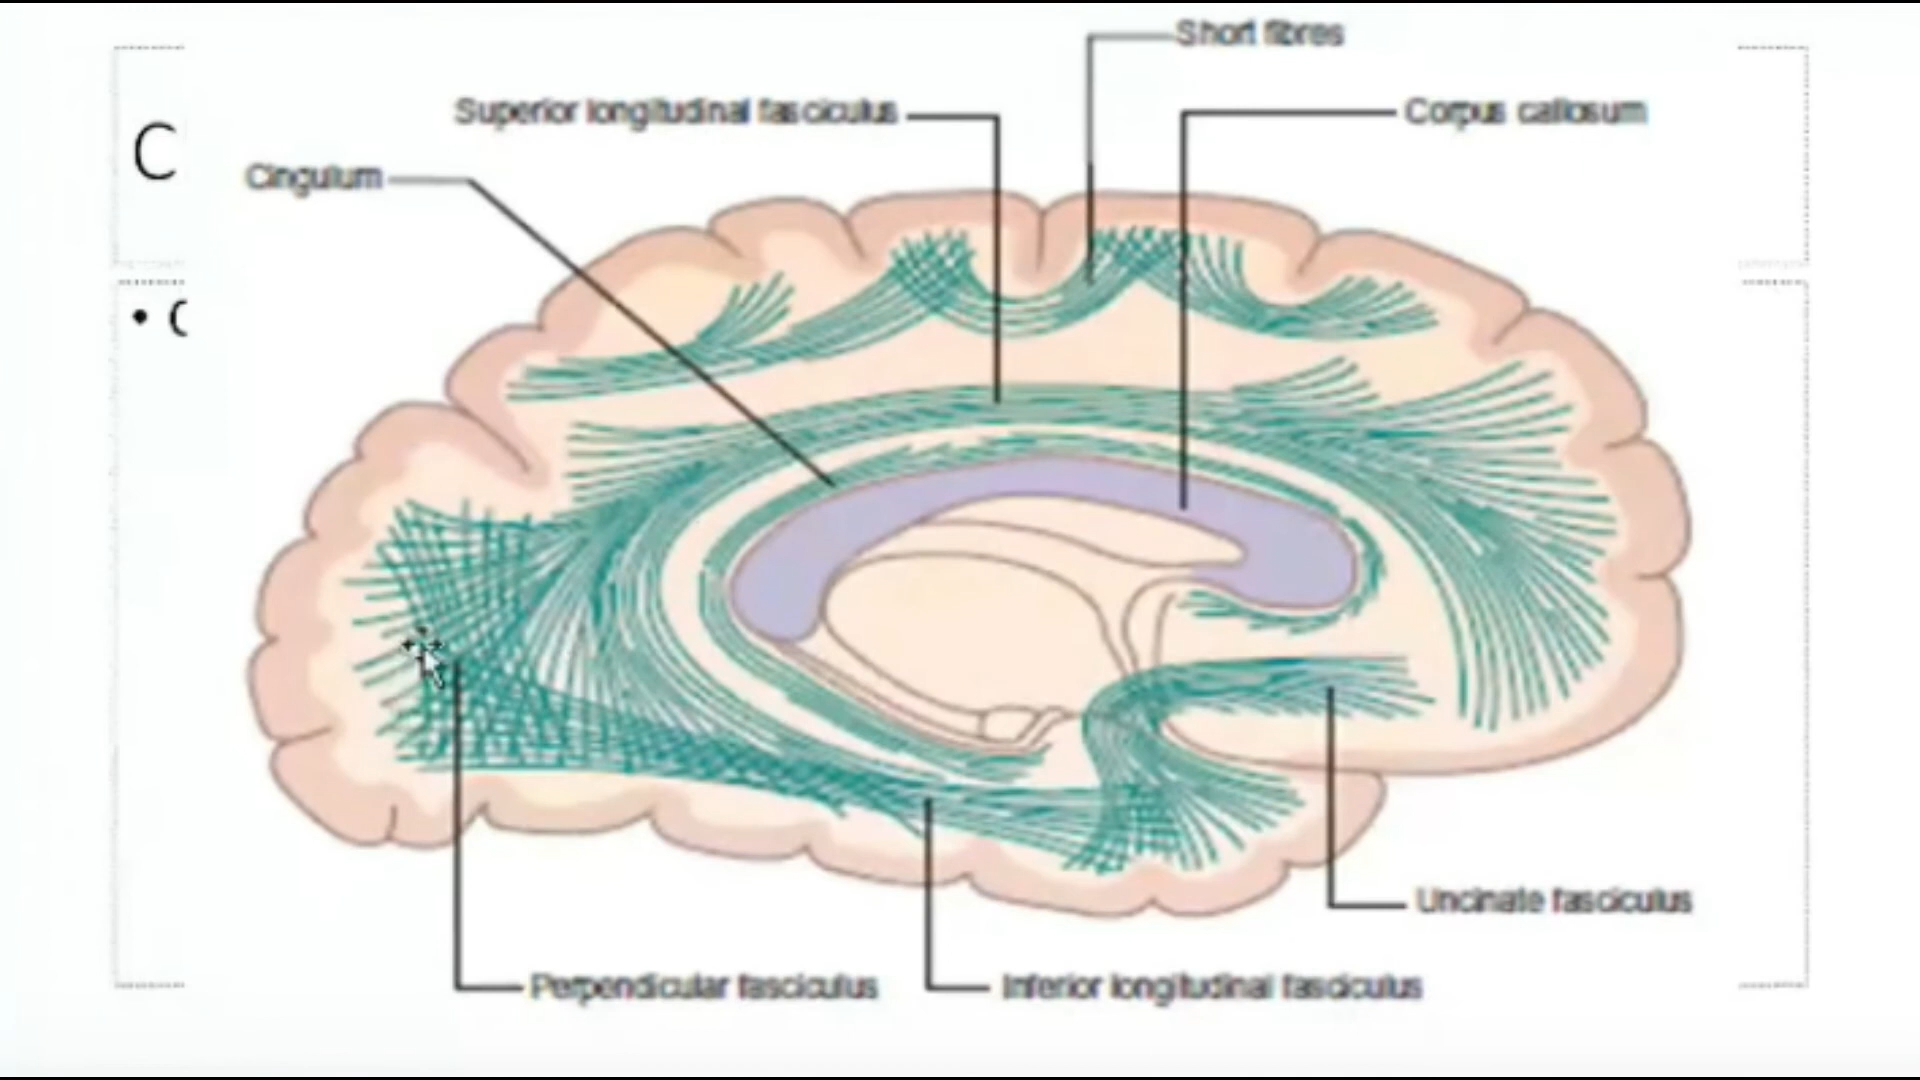 Short fibres
Superior longitudinal fasciculus
Corpus callosum
C
Cingulum
• C
Uncinate fasciculus
Perpendicular fasciculus
Inferior longitudinal fasciculus